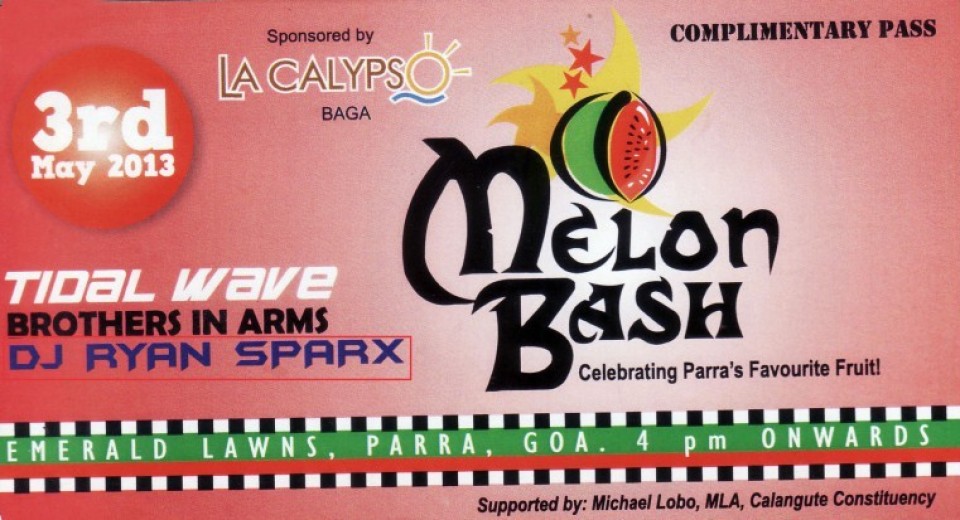 Sponsored by
LA CALYPSO
BAGA
COMPLIMENTARY PASS
3rd
May 2013
MELON
BASH
Celebrating Parra's Favourite Fruit!
TIDAL WAVE
BROTHERS IN ARMS
DJ RYAN SPARX
EMERALD LAWNS, PARRA, GOA. 4 pm ONWARDS
Supported by: Michael Lobo, MLA, Calangute Constituency